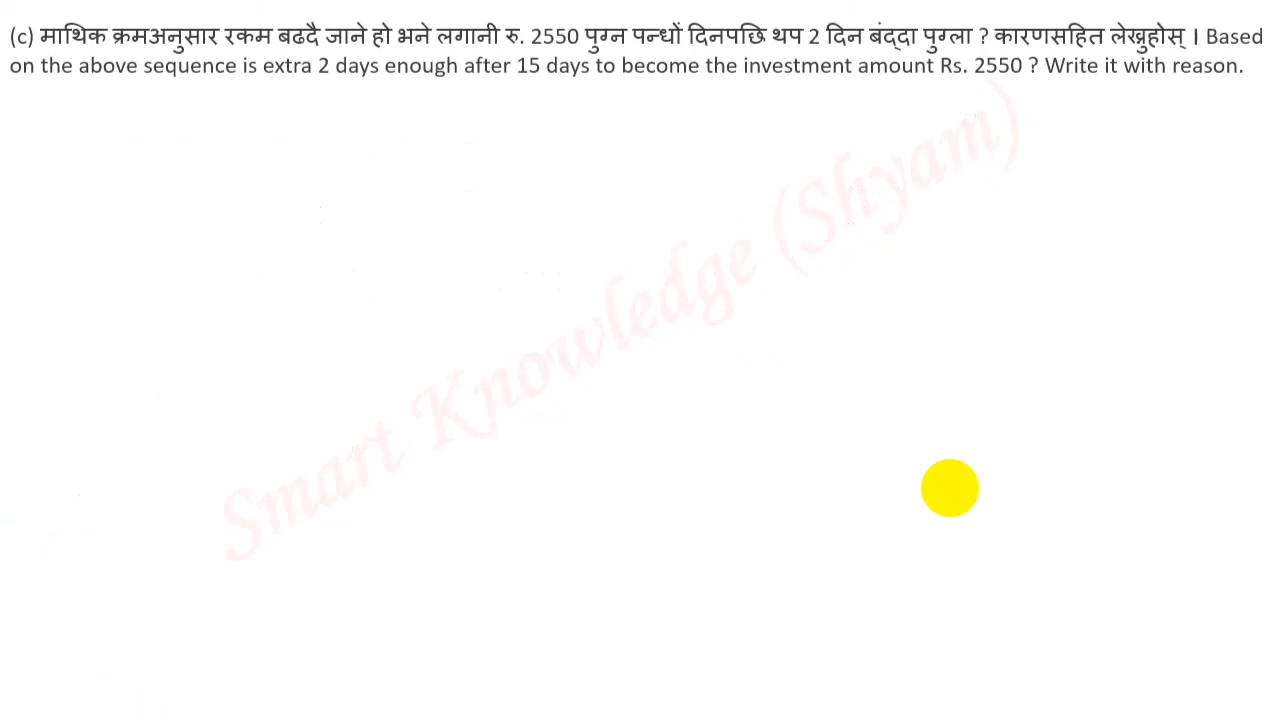 (c) माथिक क्रमअनुसार रकम बढदै जाने हो भने लगानी रु. 2550 पुग्न पन्धों दिनपछि थप 2 दिन बंद्दा पुग्ला ? कारणसहित लेख्नुहोस् । Based
on the above sequence is extra 2 days enough after 15 days to become the investment amount Rs. 2550 ? Write it with reason.
Smart Knowledge (Shyam)